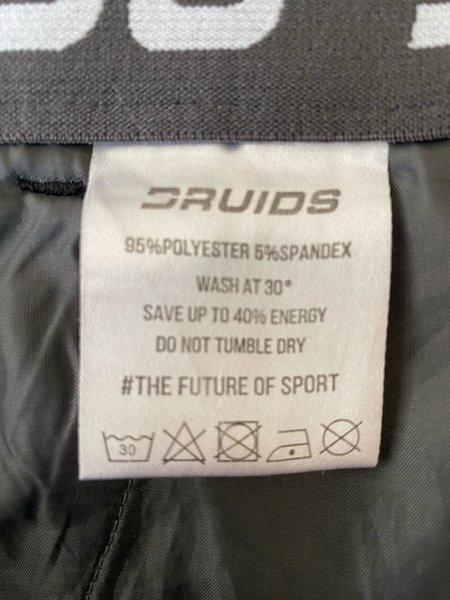 DRUIDS
95%POLYESTER 5%SPANDEX
WASH AT 30°
SAVE UP TO 40% ENERGY
DO NOT TUMBLE DRY
#THE FUTURE OF SPORT
30